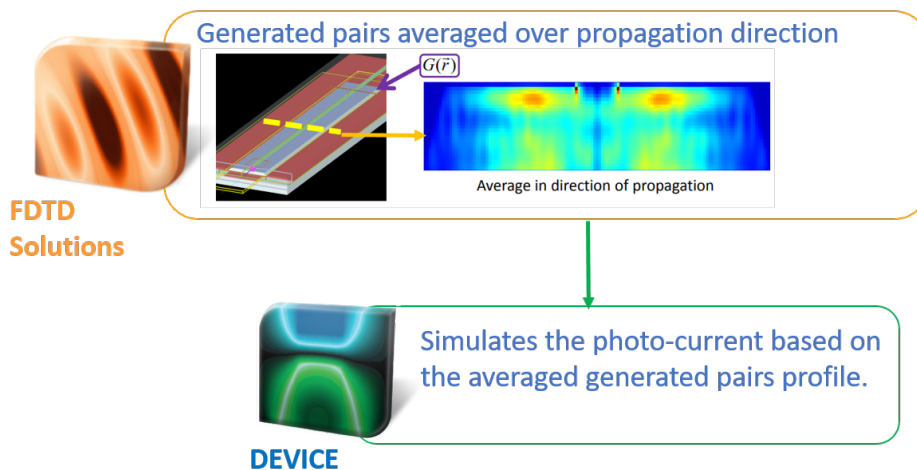 Generated pairs averaged over propagation direction
G(r⃗)
Average in direction of propagation
FDTD
Solutions
Simulates the photo-current based on
the averaged generated pairs profile.
DEVICE